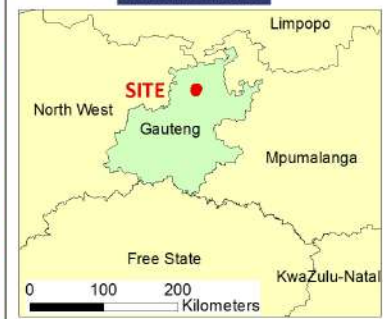 Limpopo
SITE
North West
Gauteng
Mpumalanga
Free State
KwaZulu-Natal
0 100 200
Kilometers